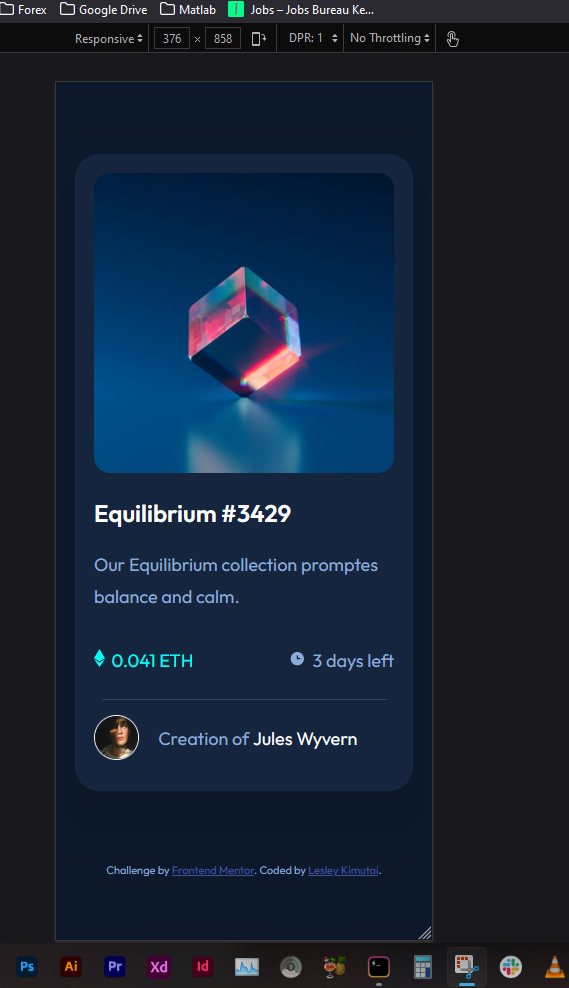 Forex Google Drive Matlab Jobs – Jobs Bureau Ke...
Responsive 376 × 858 DPR: 1 No Throttling
Equilibrium #3429
Our Equilibrium collection promptes
balance and calm.
0.041 ETH 3 days left
Creation of Jules Wyvern
Challenge by Frontend Mentor. Coded by Lesley Kimutai.
Ps Ai Pr Xd Id